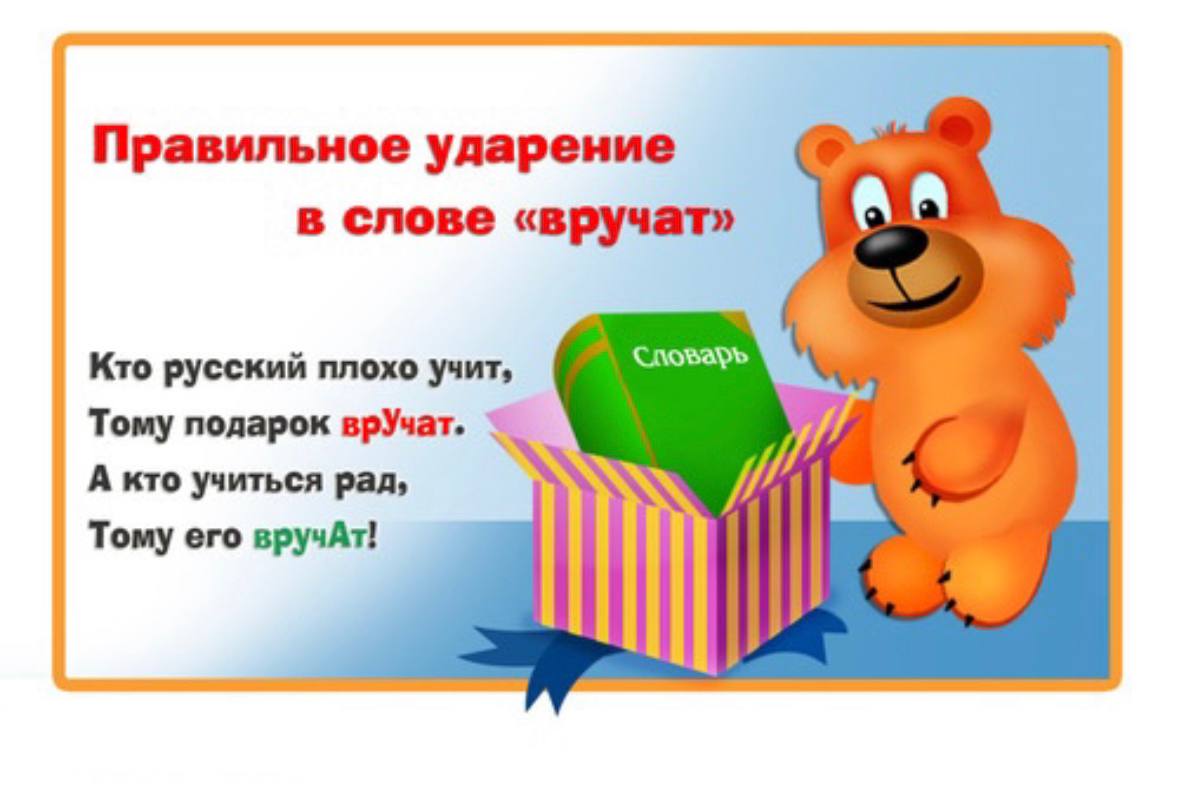 Правильное ударение
в слове «вручат»
Словарь
Кто русский плохо учит,
Тому подарок врУчат.
А кто учиться рад,
Тому его вручАт!